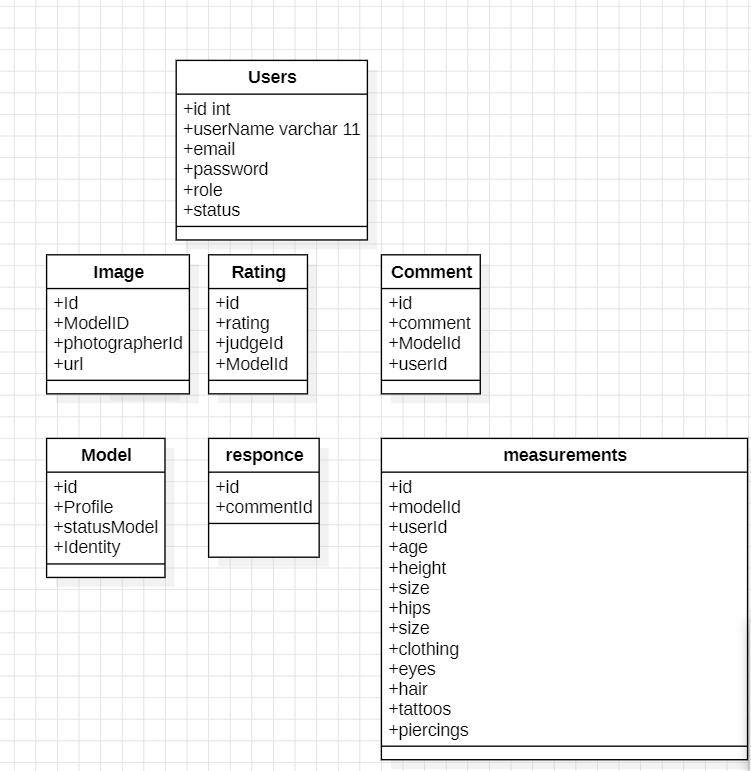 Users
+id int
+userName varchar 11
+email
+password
+role
+status
Image
+Id
+ModelID
+photographerId
+url
Rating
+id
+rating
+judgeId
+ModelId
Comment
+id
+comment
+ModelId
+userId
Model
+id
+Profile
+statusModel
+Identity
responce
+id
+commentId
measurements
+id
+modelId
+userId
+age
+height
+size
+hips
+size
+clothing
+eyes
+hair
+tattoos
+piercings